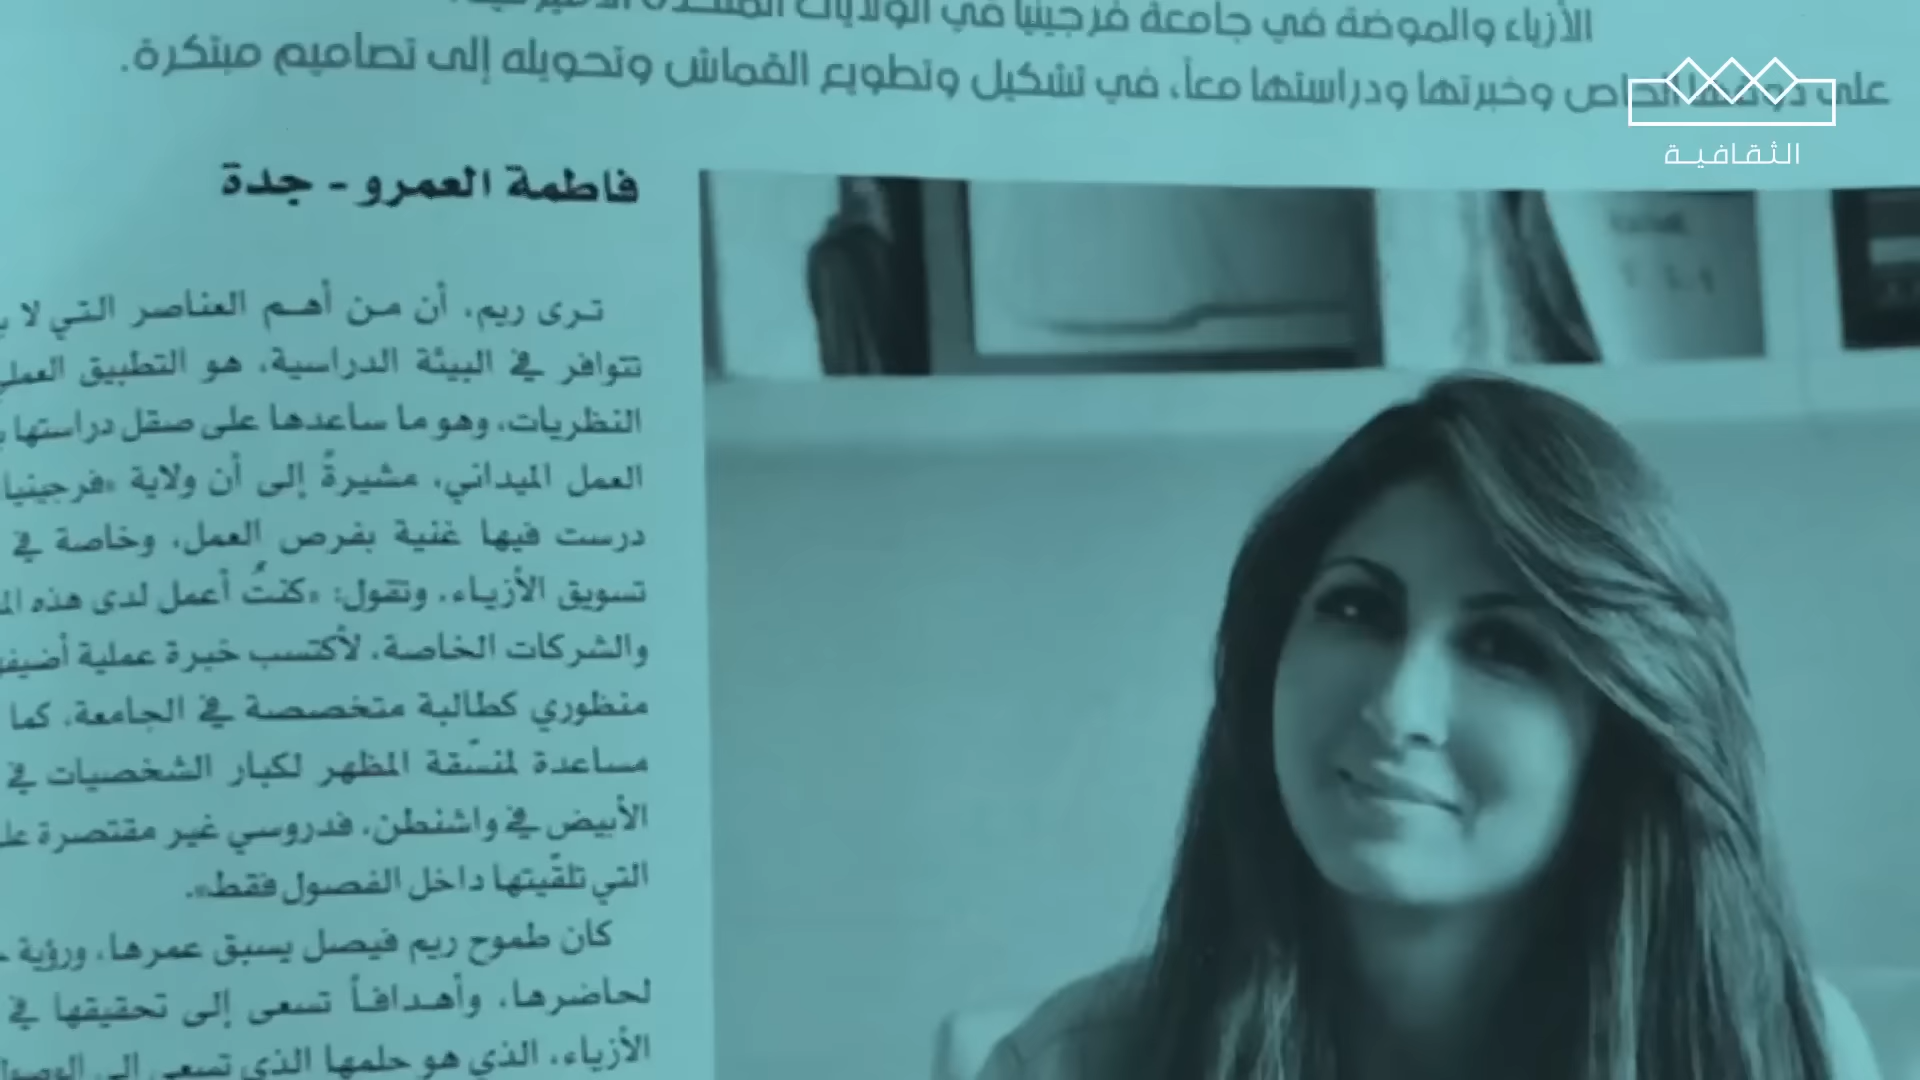 الأزياء والموضة في جامعة فرجينيا في الولايات المتحدة الأميركية.
على ذوقها الخاص وخبرتها ودراستها معاً، في تشكيل وتطويع القماش وتحويله إلى تصاميم مبتكرة.
الثقافية
فاطمة العمرو - جدة
ترى ريم، أن من أهم العناصر التي لا
تتوافر في البيئة الدراسية، هو التطبيق العملي
النظريات، وهو ما ساعدها على صقل دراستها
العمل الميداني، مشيرةً إلى أن ولاية «فرجينيا
درست فيها غنية بفرص العمل، وخاصة في
تسويق الأزياء، وتقول: «كنتُ أعمل لدى هذه
والشركات الخاصة، لأكتسب خبرة عملية
منظوري كطالبة متخصصة في الجامعة، كما
مساعدة لمنسّقة المظهر لكبار الشخصيات في
الأبيض في واشنطن، فدروسي غير مقتصرة
التي تلقّيتها داخل الفصول فقط».
كان طموح ريم فيصل يسبق عمرها، ورؤية
لحاضرها، وأهدافاً تسعى إلى تحقيقها في
الأزياء، الذي هو حلمها الذي تسعى إلى